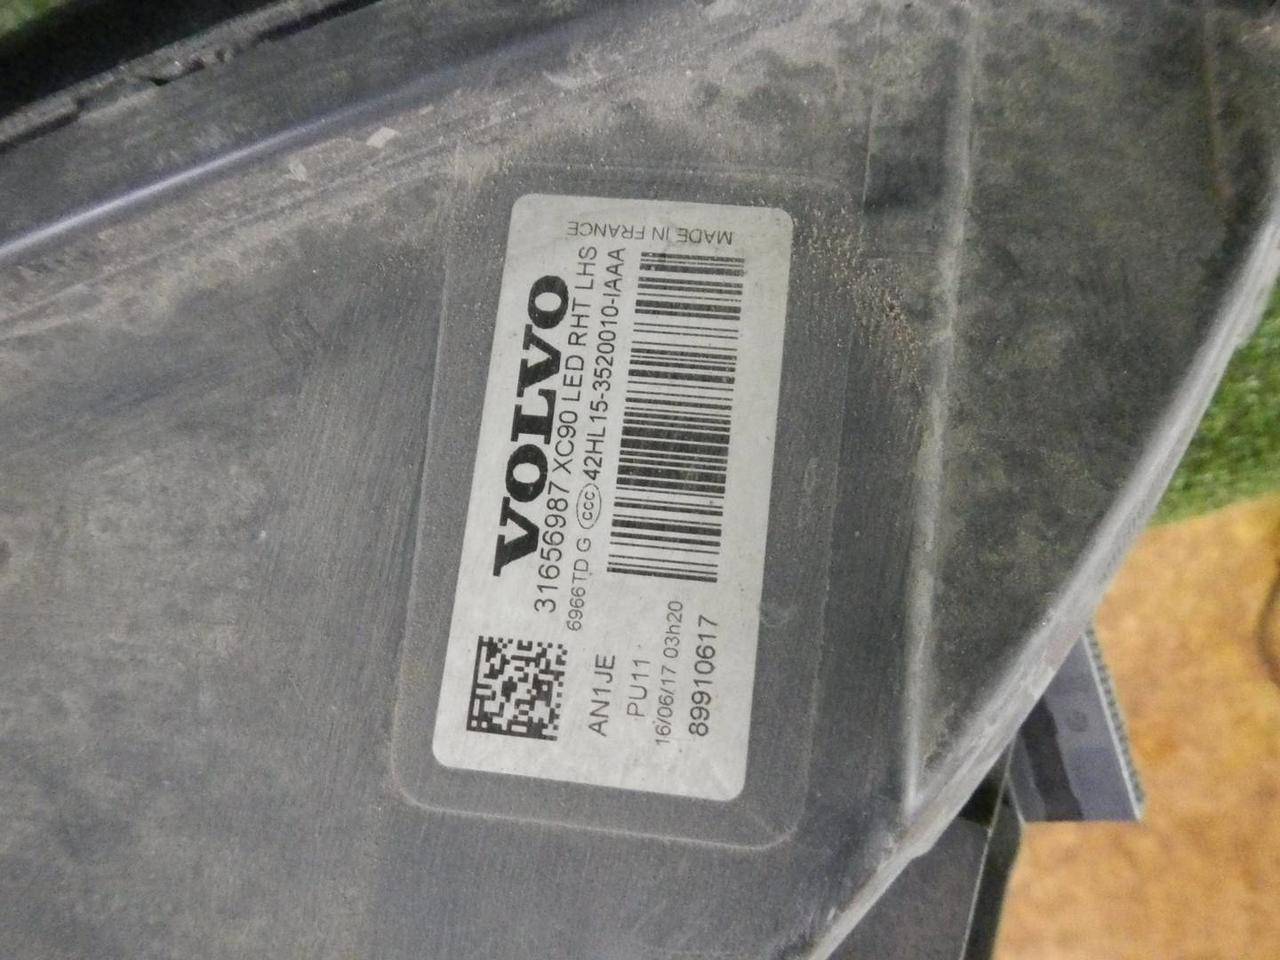 VOLVO
31656987 XC90 LED RHT LHS
6966TD G CCC 42HL15-3520010-IAAA
MADE IN FRANCE
AN1JE
PU11
16/06/17 03h20
89910617